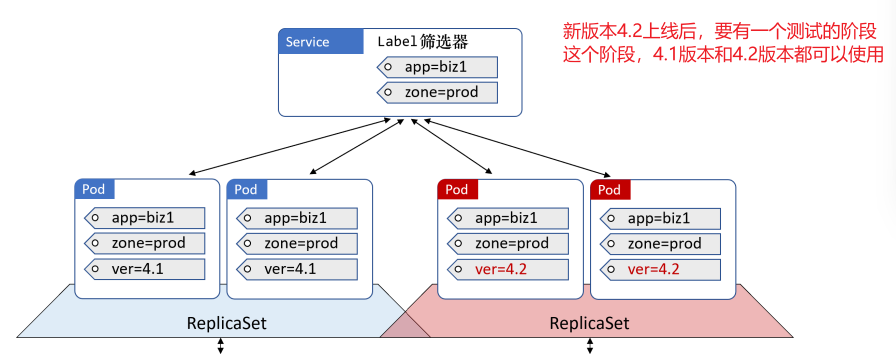 新版本4.2上线后，要有一个测试的阶段
这个阶段，4.1版本和4.2版本都可以使用
Service
Label筛选器
app=biz1
zone=prod
Pod
app=biz1
zone=prod
ver=4.1
Pod
app=biz1
zone=prod
ver=4.1
Pod
app=biz1
zone=prod
ver=4.2
Pod
app=biz1
zone=prod
ver=4.2
ReplicaSet
ReplicaSet